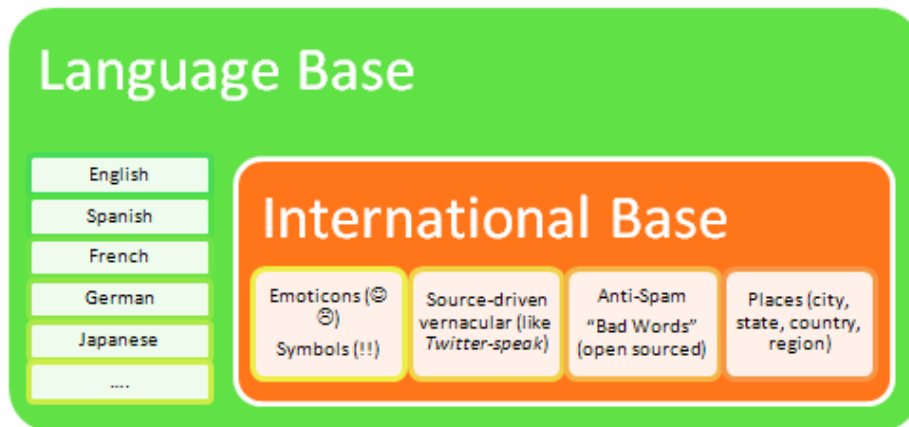 Language Base
English
Spanish
French
German
Japanese
....
International Base
Emoticons (☺
☹)
Symbols (!!)
Source-driven
vernacular (like
Twitter-speak)
Anti-Spam
“Bad Words”
(open sourced)
Places (city,
state, country,
region)